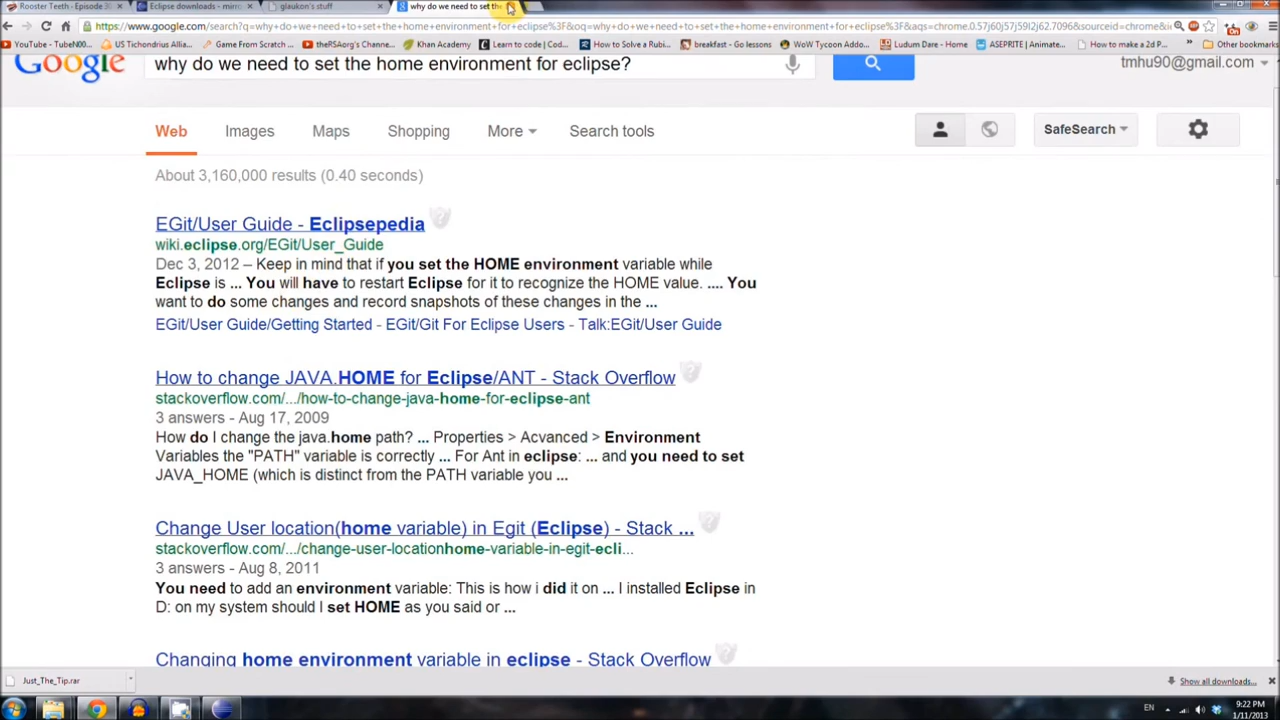 Rooster Teeth - Episode 3
Eclipse downloads - mirro
glaukon's stuff
why do we need to set the
https://www.google.com/search?q=why+do+we+need+to+set+the+home+environment+for+eclipse%3F&oq=why+do+we+need+to+set+the+home+environment+for+eclipse%3F&aqs=chrome.0.57j60j57j59l2j62.7096&sourceid=chrome&ie
YouTube - TubeN00...
US Tichondrius Allia...
Game From Scratch ...
theRSAorg's Channe...
Khan Academy
Learn to code | Cod...
How to Solve a Rubi...
breakfast - Go lessons
WoW Tycoon Addo...
Ludum Dare - Home
ASEPRITE | Animate...
How to make a 2d P...
Other bookmarks
Google
why do we need to set the home environment for eclipse?
tmhu90@gmail.com
Web
Images
Maps
Shopping
More
Search tools
SafeSearch
About 3,160,000 results (0.40 seconds)
EGit/User Guide - Eclipsepedia
wiki.eclipse.org/EGit/User_Guide
Dec 3, 2012 – Keep in mind that if you set the HOME environment variable while
Eclipse is ... You will have to restart Eclipse for it to recognize the HOME value. .... You
want to do some changes and record snapshots of these changes in the ...
EGit/User Guide/Getting Started - EGit/Git For Eclipse Users - Talk:EGit/User Guide
How to change JAVA.HOME for Eclipse/ANT - Stack Overflow
stackoverflow.com/.../how-to-change-java-home-for-eclipse-ant
3 answers - Aug 17, 2009
How do I change the java.home path? ... Properties > Acvanced > Environment
Variables the "PATH" variable is correctly ... For Ant in eclipse: ... and you need to set
JAVA_HOME (which is distinct from the PATH variable you ...
Change User location(home variable) in Egit (Eclipse) - Stack ...
stackoverflow.com/.../change-user-locationhome-variable-in-egit-ecli...
3 answers - Aug 8, 2011
You need to add an environment variable: This is how i did it on ... I installed Eclipse in
D: on my system should I set HOME as you said or ...
Changing home environment variable in eclipse - Stack Overflow
Just_The_Tip.rar
Show all downloads...
EN
9:22 PM
1/11/2013